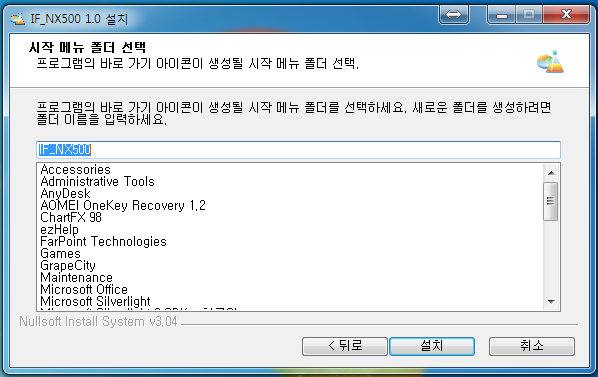 IF_NX500 1.0 설치
시작 메뉴 폴더 선택
프로그램의 바로 가기 아이콘이 생성될 시작 메뉴 폴더 선택.
프로그램의 바로 가기 아이콘이 생성될 시작 메뉴 폴더를 선택하세요. 새로운 폴더를 생성하려면
폴더 이름을 입력하세요.
IF_NX500
Accessories
Administrative Tools
AnyDesk
AOMEI OneKey Recovery 1.2
ChartFX 98
ezHelp
FarPoint Technologies
Games
GrapeCity
Maintenance
Microsoft Office
Microsoft Silverlight
Nullsoft Install System v3.04
< 뒤로
설치
취소